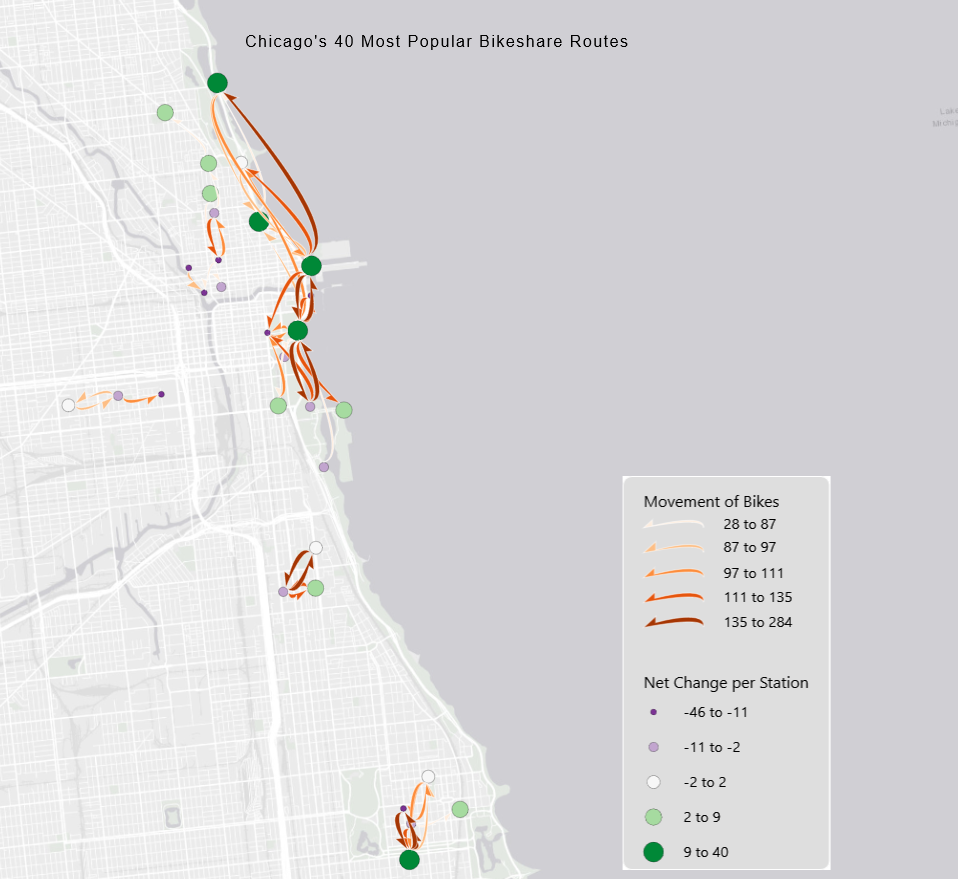 Chicago's 40 Most Popular Bikeshare Routes
Movement of Bikes
28 to 87
87 to 97
97 to 111
111 to 135
135 to 284
Net Change per Station
-46 to -11
-11 to -2
-2 to 2
2 to 9
9 to 40